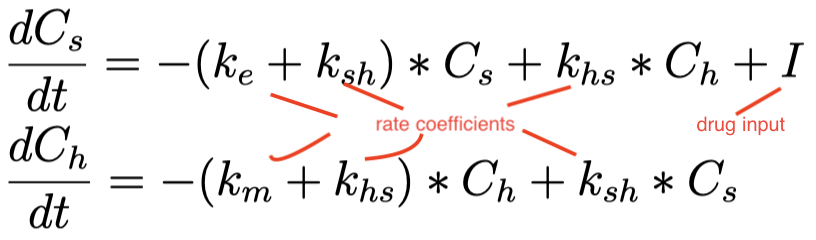 dC_s/dt = −(k_e + k_sh) * C_s + k_hs * C_h + I
rate coefficients
drug input
dC_h/dt = −(k_m + k_hs) * C_h + k_sh * C_s